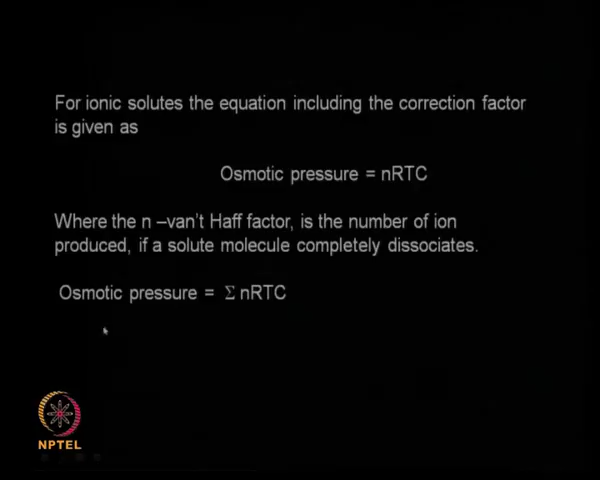 For ionic solutes the equation including the correction factor
is given as
Osmotic pressure = nRTC
Where the n –van't Haff factor, is the number of ion
produced, if a solute molecule completely dissociates.
Osmotic pressure = Σ nRTC
NPTEL